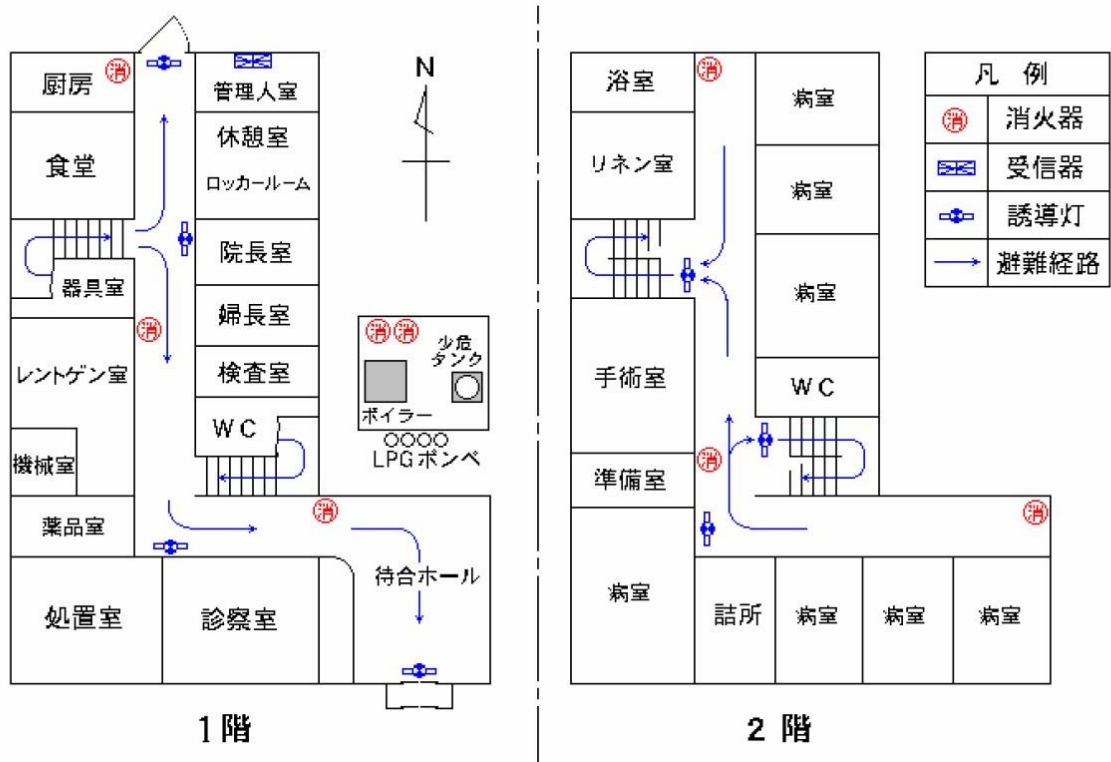 厨房
消
管理人室
休憩室
ロッカールーム
食堂
院長室
器具室
婦長室
消
レントゲン室
検査室
WC
機械室
薬品室
消
待合ホール
処置室
診察室
1階
N
消 消
少危
タンク
ボイラー
LPGボンベ
浴室
消
病室
リネン室
病室
病室
手術室
WC
消
準備室
消
病室
詰所
病室
病室
病室
2階
凡例
消 消火器
受信器
誘導灯
避難経路